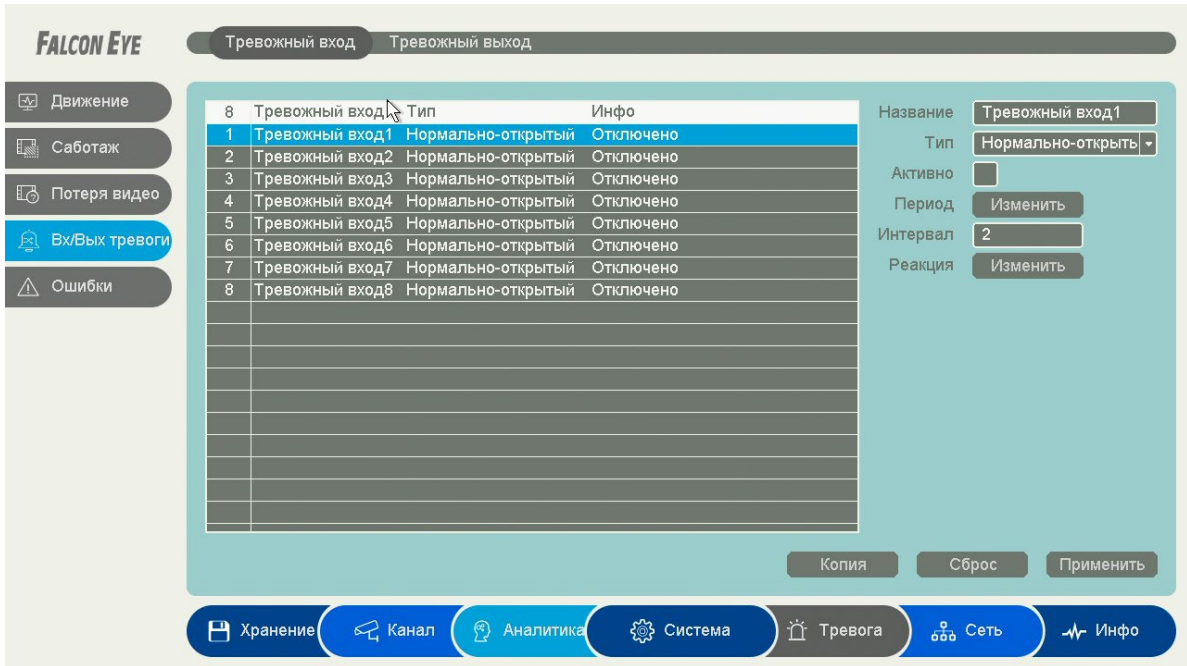 FALCON EYE
Тревожный вход Тревожный выход
Движение
Саботаж
Потеря видео
Вх/Вых тревоги
Ошибки
8 Тревожный вход Тип Инфо
1 Тревожный вход1 Нормально-открытый Отключено
2 Тревожный вход2 Нормально-открытый Отключено
3 Тревожный вход3 Нормально-открытый Отключено
4 Тревожный вход4 Нормально-открытый Отключено
5 Тревожный вход5 Нормально-открытый Отключено
6 Тревожный вход6 Нормально-открытый Отключено
7 Тревожный вход7 Нормально-открытый Отключено
8 Тревожный вход8 Нормально-открытый Отключено
Название Тревожный вход1
Тип Нормально-открыть
Активно
Период Изменить
Интервал 2
Реакция Изменить
Копия Сброс Применить
Хранение Канал Аналитика Система Тревога Сеть Инфо